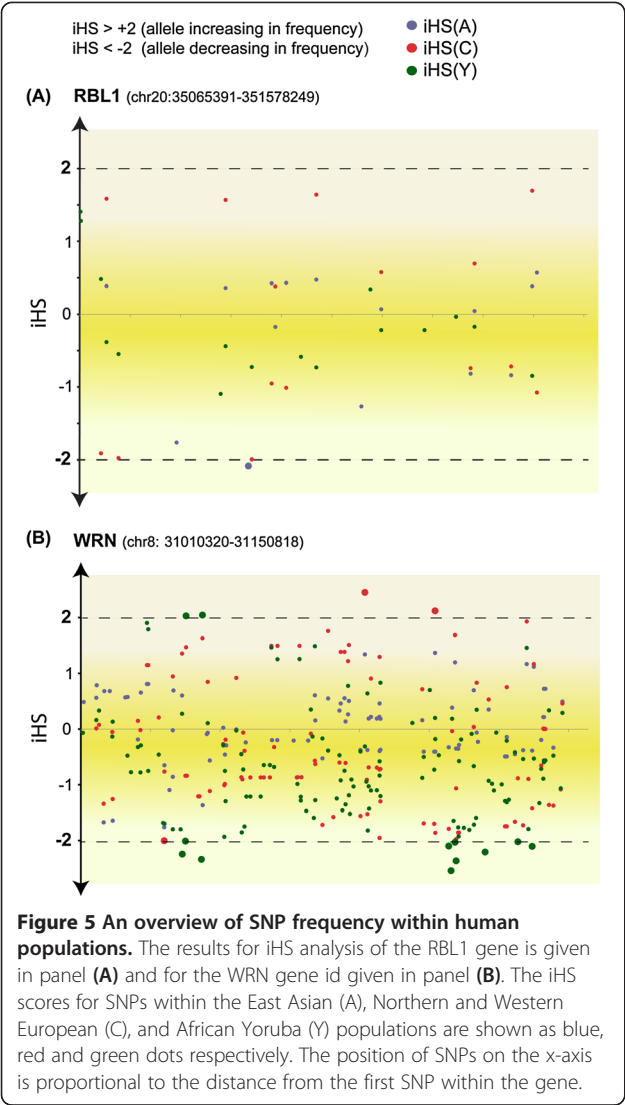 iHS > +2 (allele increasing in frequency)
iHS < -2 (allele decreasing in frequency)
iHS(A)
iHS(C)
iHS(Y)
(A) RBL1 (chr20:35065391-351578249)
2
1
0
-1
-2
iHS
(B) WRN (chr8: 31010320-31150818)
2
1
0
-1
-2
iHS
Figure 5 An overview of SNP frequency within human
populations. The results for iHS analysis of the RBL1 gene is given
in panel (A) and for the WRN gene id given in panel (B). The iHS
scores for SNPs within the East Asian (A), Northern and Western
European (C), and African Yoruba (Y) populations are shown as blue,
red and green dots respectively. The position of SNPs on the x-axis
is proportional to the distance from the first SNP within the gene.